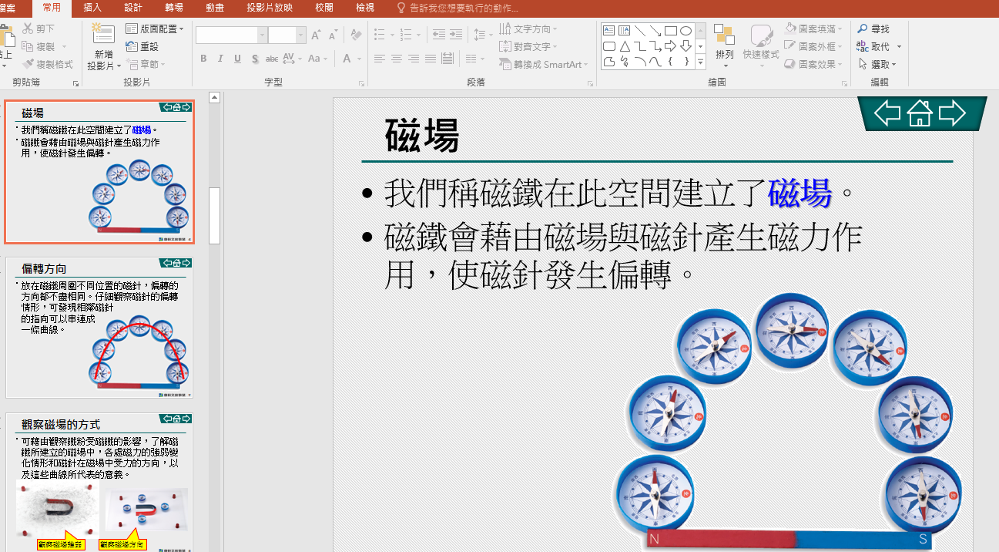 檔案 常用 插入 設計 轉場 動畫 投影片放映 校閱 檢視 告訴我您想要執行的動作...
剪下 版面配置 文字方向 圖案填滿 尋找
貼上 複製 新增 重設 對齊文字 排列 快速樣式 圖案外框 取代
複製格式 投影片 章節 B I U S abc AV Aa A 轉換成 SmartArt 圖案效果 選取
剪貼簿 投影片 字型 段落 繪圖 編輯
磁場
我們稱磁鐵在此空間建立了磁場。
磁鐵會藉由磁場與磁針產生磁力作
用，使磁針發生偏轉。
偏轉方向
放在磁鐵周圍不同位置的磁針，偏轉的
方向都不盡相同。仔細觀察磁針的偏轉
情形，可發現相鄰磁針
的指向可以串連成
一條曲線。
觀察磁場的方式
可藉由觀察鐵粉受磁鐵的影響，了解磁
鐵所建立的磁場中，各處磁力的強弱變
化情形和磁針在磁場中受力的方向，以
及這些曲線所代表的意義。
觀察磁場強弱 觀察磁場方向
磁場
• 我們稱磁鐵在此空間建立了磁場。
• 磁鐵會藉由磁場與磁針產生磁力作
用，使磁針發生偏轉。
N S